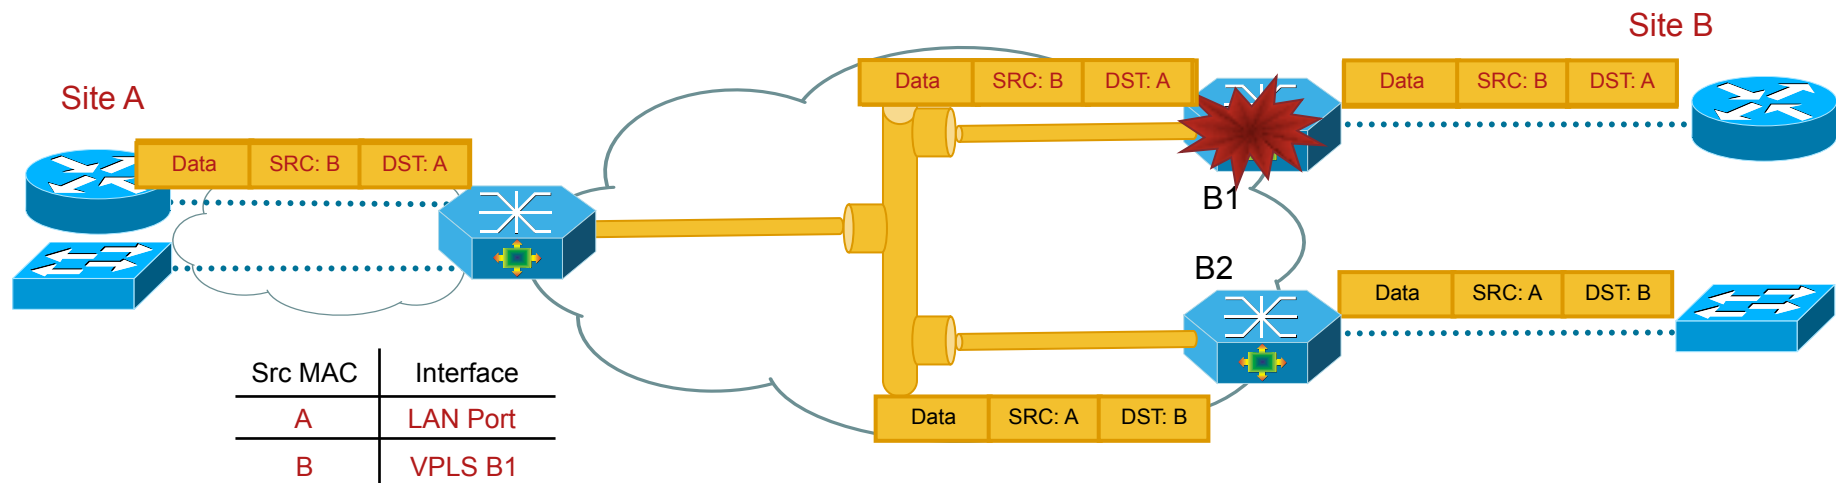 Site B
Data SRC: B DST: A
Data SRC: B DST: A
Site A
Data SRC: B DST: A
B1
B2
Data SRC: A DST: B
Src MAC Interface
A LAN Port
B VPLS B1
Data SRC: A DST: B